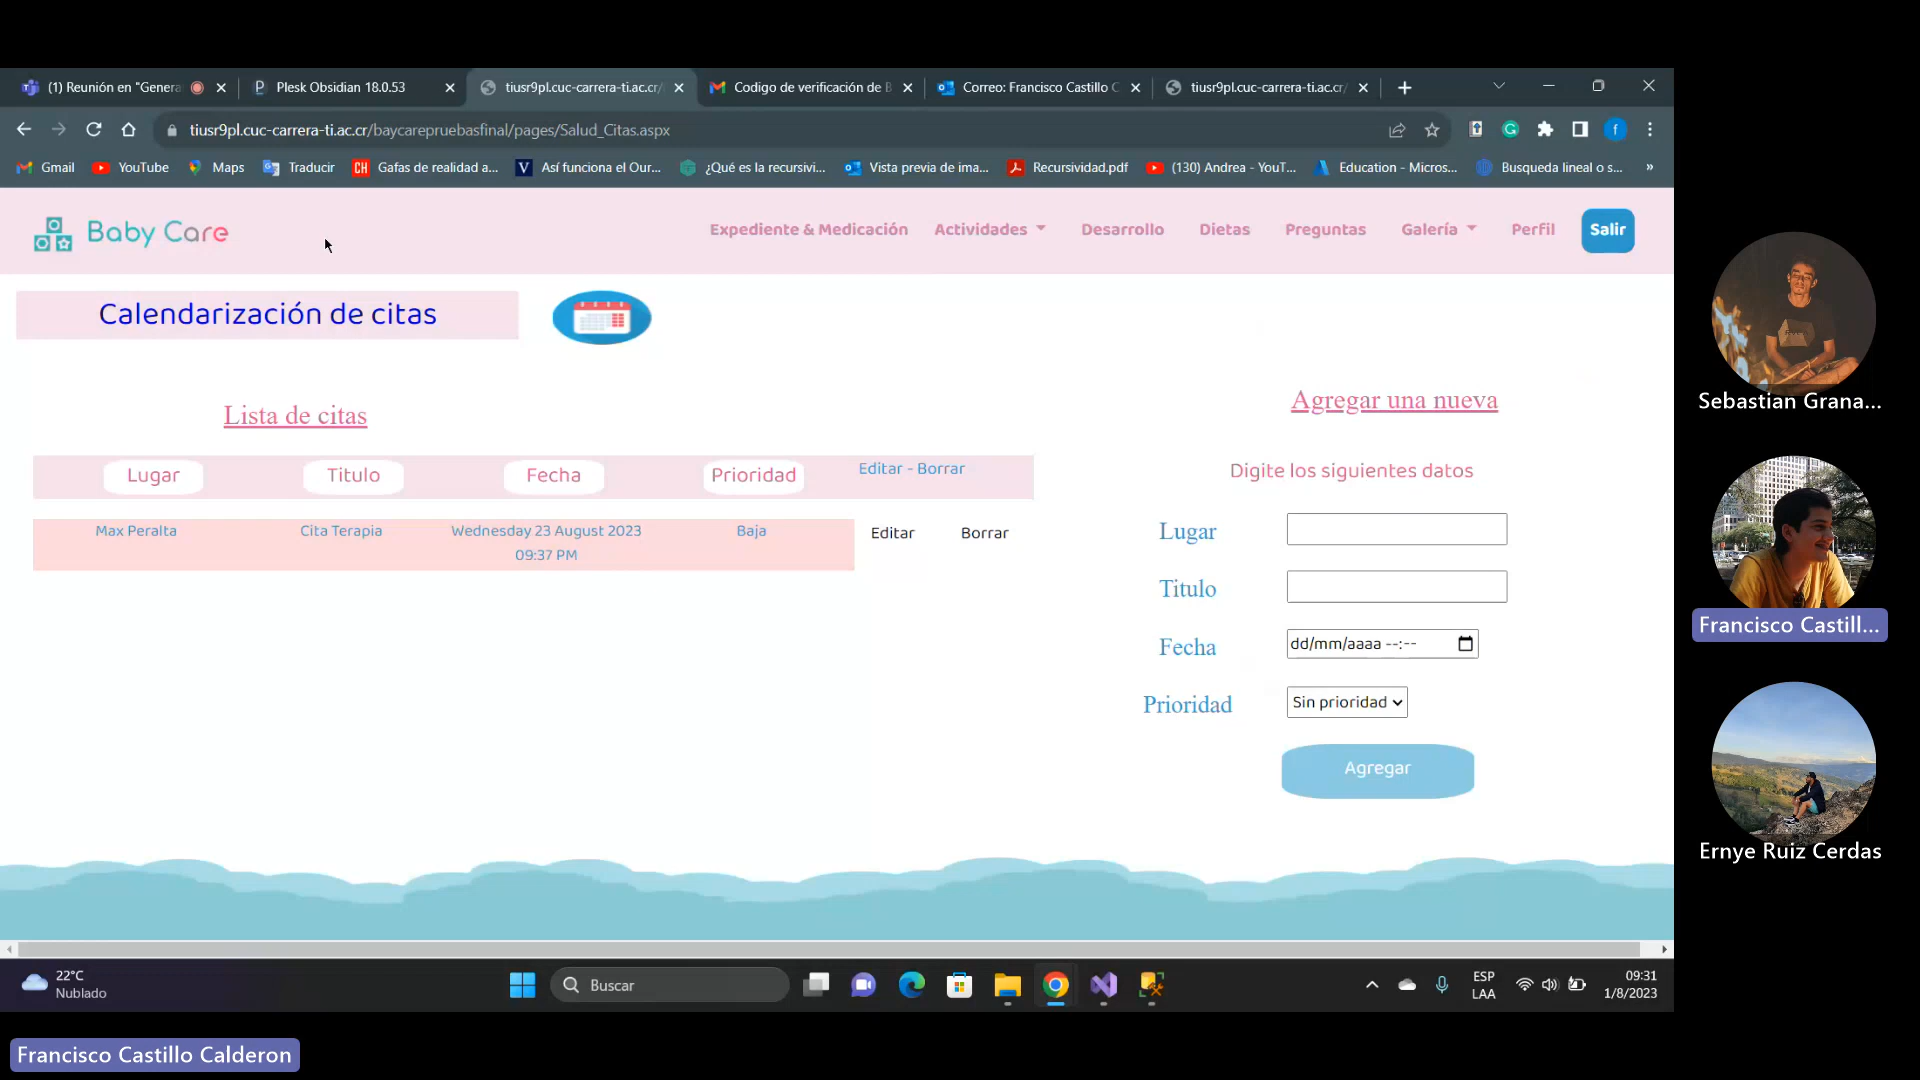 (1) Reunión en "Genera
Plesk Obsidian 18.0.53
tiusr9pl.cuc-carrera-ti.ac.cr/
Codigo de verificación de B
Correo: Francisco Castillo C
tiusr9pl.cuc-carrera-ti.ac.cr/
tiusr9pl.cuc-carrera-ti.ac.cr/baycarepruebasfinal/pages/Salud_Citas.aspx
f
Gmail
YouTube
Maps
Traducir
CH
Gafas de realidad a...
V
Así funciona el Our...
¿Qué es la recursivi...
Vista previa de ima...
Recursividad.pdf
(130) Andrea - YouT...
Education - Micros...
Busqueda lineal o s...
»
Baby Care
Expediente & Medicación
Actividades
Desarrollo
Dietas
Preguntas
Galería
Perfil
Salir
Calendarización de citas
Lista de citas
Lugar
Titulo
Fecha
Prioridad
Editar - Borrar
Max Peralta
Cita Terapia
Wednesday 23 August 2023
09:37 PM
Baja
Editar
Borrar
Agregar una nueva
Digite los siguientes datos
Lugar
Titulo
Fecha
dd/mm/aaaa --:--
Prioridad
Sin prioridad
Agregar
Sebastian Grana...
Francisco Castill...
Ernye Ruiz Cerdas
22°C
Nublado
Buscar
ESP
LAA
09:31
1/8/2023
Francisco Castillo Calderon